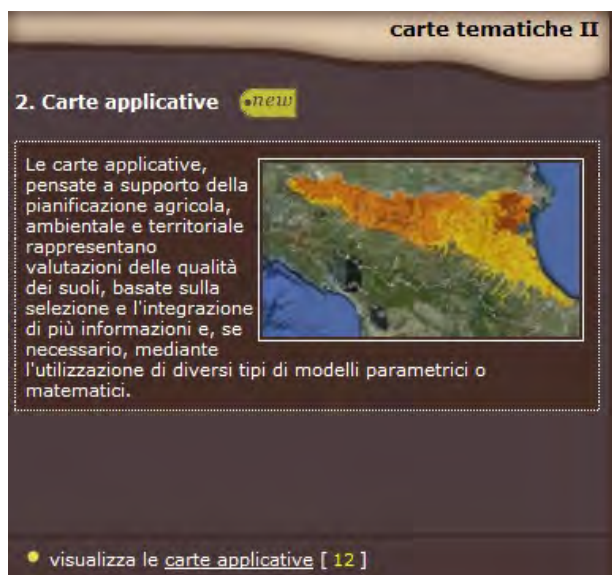 carte tematiche II
2. Carte applicative new
Le carte applicative,
pensate a supporto della
pianificazione agricola,
ambientale e territoriale
rappresentano
valutazioni delle qualità
dei suoli, basate sulla
selezione e l'integrazione
di più informazioni e, se
necessario, mediante
l'utilizzazione di diversi tipi di modelli parametrici o
matematici.
visualizza le carte applicative [ 12 ]